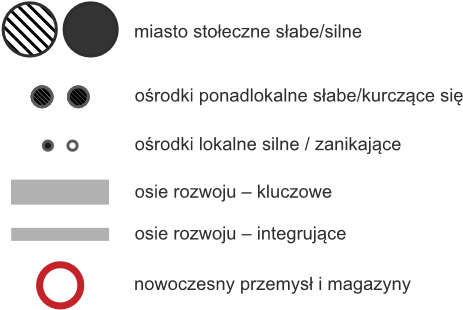 miasto stołeczne słabe/silne
ośrodki ponadlokalne słabe/kurczące się
ośrodki lokalne silne / zanikające
osie rozwoju – kluczowe
osie rozwoju – integrujące
nowoczesny przemysł i magazyny